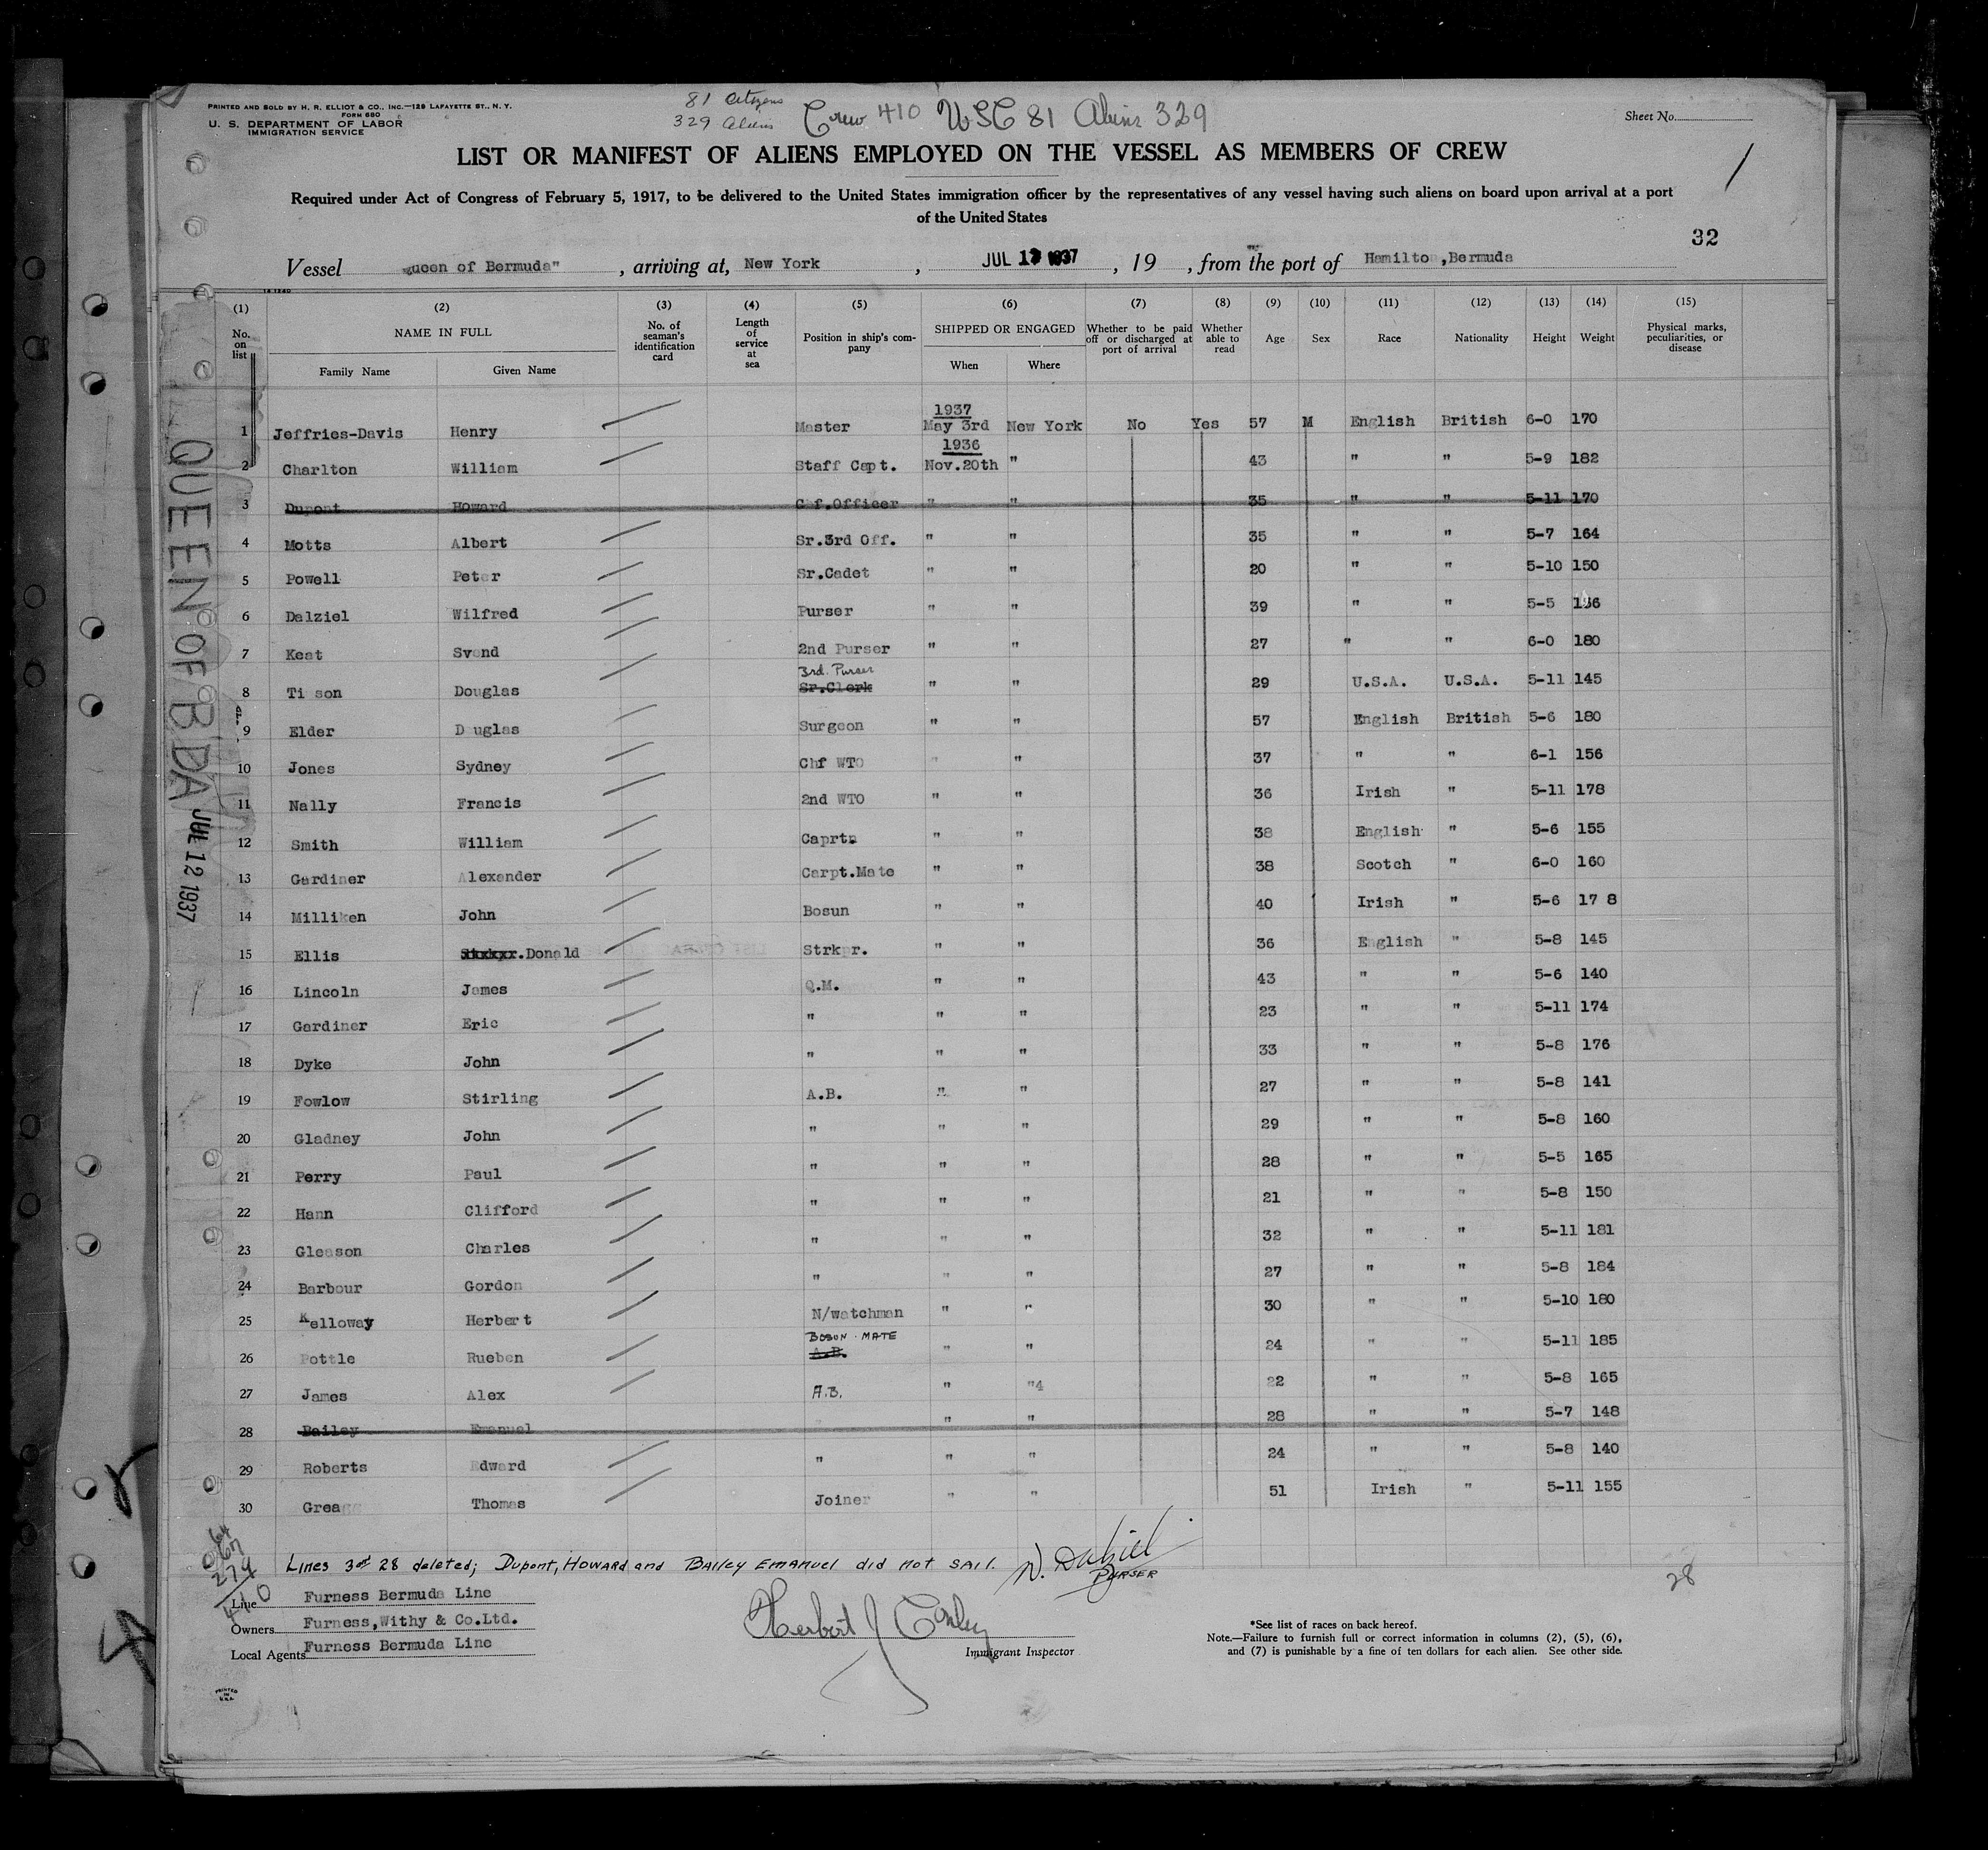 PRINTED AND SOLD BY H. R. ELLIOT & CO., INC.—129 LAFAYETTE ST., N. Y.
FORM 680
U. S. DEPARTMENT OF LABOR
IMMIGRATION SERVICE
81 citizens
329 aliens
Crew 410 USC 81 Aliens 329
Sheet No.
LIST OR MANIFEST OF ALIENS EMPLOYED ON THE VESSEL AS MEMBERS OF CREW
Required under Act of Congress of February 5, 1917, to be delivered to the United States immigration officer by the representatives of any vessel having such aliens on board upon arrival at a port
of the United States
32
Vessel ueen of Bermuda" , arriving at, New York , JUL 1 1937 , 19 , from the port of Hamilto ,Bermuda
(1) (2) (3) (4) (5) (6) (7) (8) (9) (10) (11) (12) (13) (14) (15)
No. on list NAME IN FULL Family Name Given Name No. of seaman's identification card Length of service at sea Position in ship's company SHIPPED OR ENGAGED When Where Whether to be paid off or discharged at port of arrival Whether able to read Age Sex Race Nationality Height Weight Physical marks, peculiarities, or disease
1937
1 Jeffries-Davis Henry Master May 3rd New York No Yes 57 M English British 6-0 170
1936
2 Charlton William Staff Capt. Nov.20th " 43 " " 5-9 182
3 Dupont Howard C f.Officer " " 35 " " 5-11 170
4 Motts Albert Sr.3rd Off. " " 35 " " 5-7 164
5 Powell Peter Sr.Cadet " " 20 " " 5-10 150
6 Dalziel Wilfred Purser " " 39 " " 5-5
7 Keat Svend 2nd Purser " " 27 " " 6-0 180
3rd. Purser
8 Ti son Douglas Sr.Clerk " " 29 U.S.A. U.S.A. 5-11 145
9 Elder D uglas Surgeon " " 57 English British 5-6 180
10 Jones Sydney Chf WTO " " 37 " " 6-1 156
11 Nally Francis 2nd WTO " " 36 Irish " 5-11 178
12 Smith William Caprtn " " 38 English " 5-6 155
13 Gardiner Alexander Carpt.Mate " " 38 Scotch " 6-0 160
14 Milliken John Bosun " " 40 Irish " 5-6 17 8
15 Ellis .Donald Strkpr. " " 36 English " 5-8 145
16 Lincoln James Q.M. " " 43 " " 5-6 140
17 Gardiner Eric " " " 23 " " 5-11 174
18 Dyke John " " " 33 " " 5-8 176
19 Fowlow Stirling A.B. " " 27 " " 5-8 141
20 Gladney John " " " 29 " " 5-8 160
21 Perry Paul " " " 28 " " 5-5 165
22 Hann Clifford " " " 21 " " 5-8 150
23 Gleason Charles " " " 32 " " 5-11 181
24 Barbour Gordon " " " 27 " " 5-8 184
25 Kelloway Herbert N/watchman " " 30 " " 5-10 180
BOSUN. MATE
26 Pottle Rueben A.B. " " 24 " " 5-11 185
27 James Alex A.B. " "4 22 " " 5-8 165
28 Bailey Emanuel " " " 28 " " 5-7 148
29 Roberts Edward " " " 24 " " 5-8 140
30 Greagg Thomas Joiner " " 51 Irish " 5-11 155
Lines 3 and 28 deleted; Dupont, HOWARD and BAILEY EMANUEL did not SAIL.
W. Dalziel
PURSER
64
67
279
410
28
Line Furness Bermuda Line
Owners Furness,Withy & Co.Ltd.
Local Agents Furness Bermuda Line
Herbert J Conley
Immigrant Inspector
*See list of races on back hereof.
Note.—Failure to furnish full or correct information in columns (2), (5), (6),
and (7) is punishable by a fine of ten dollars for each alien. See other side.
PRINTED
IN
U.S.A.
QUEEN OF BDA JUL 12 1937